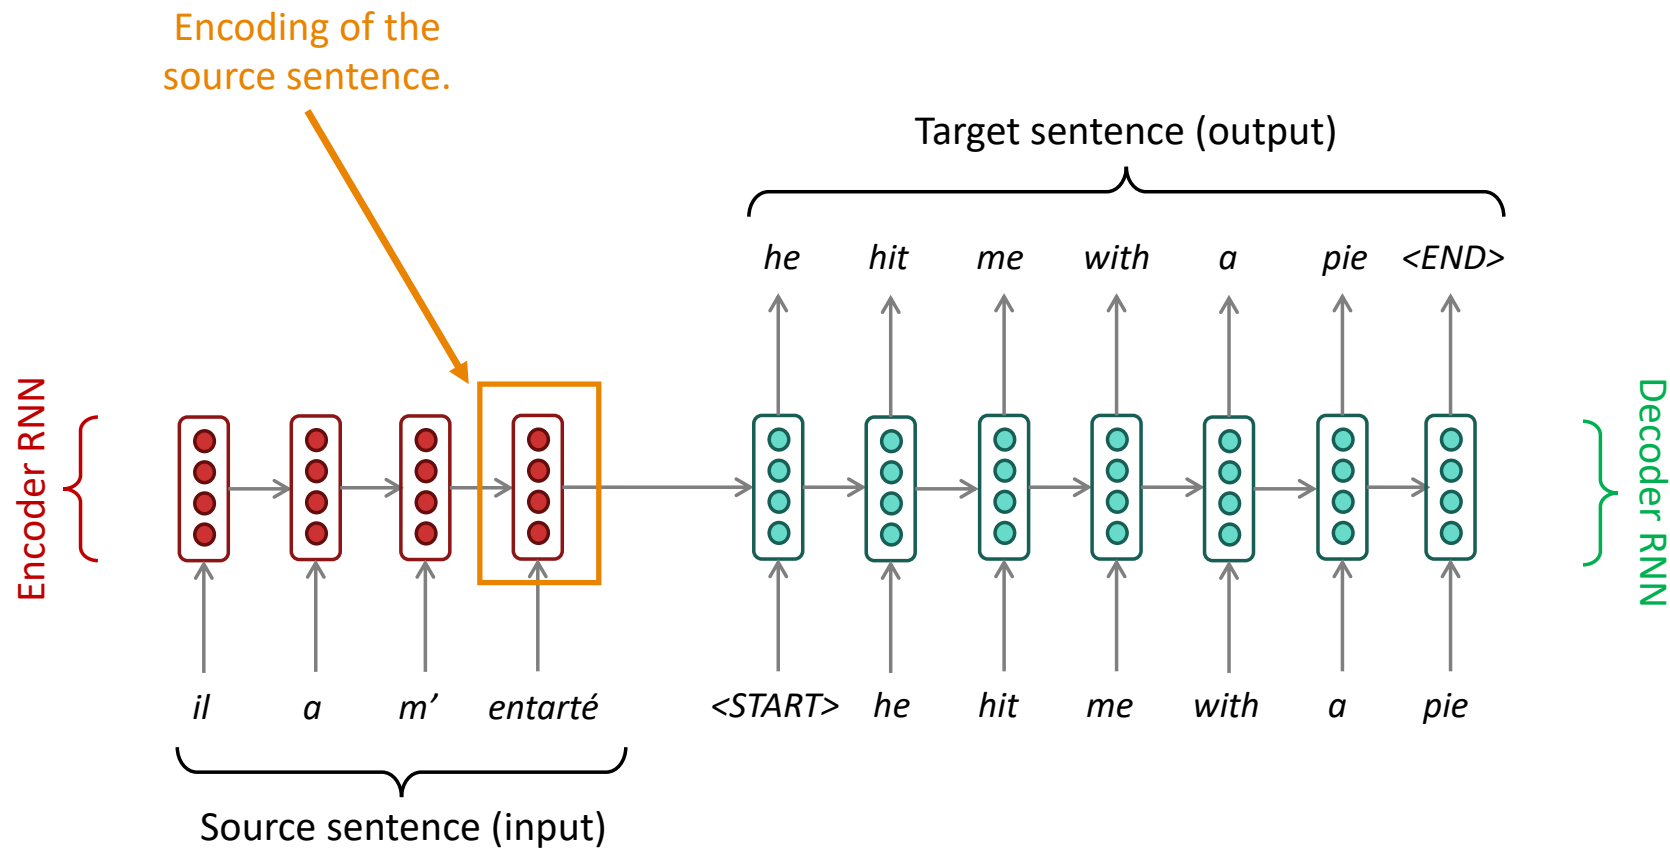 Encoding of the
source sentence.
Target sentence (output)
he hit me with a pie <END>
Encoder RNN
Decoder RNN
il a m’ entarté <START> he hit me with a pie
Source sentence (input)